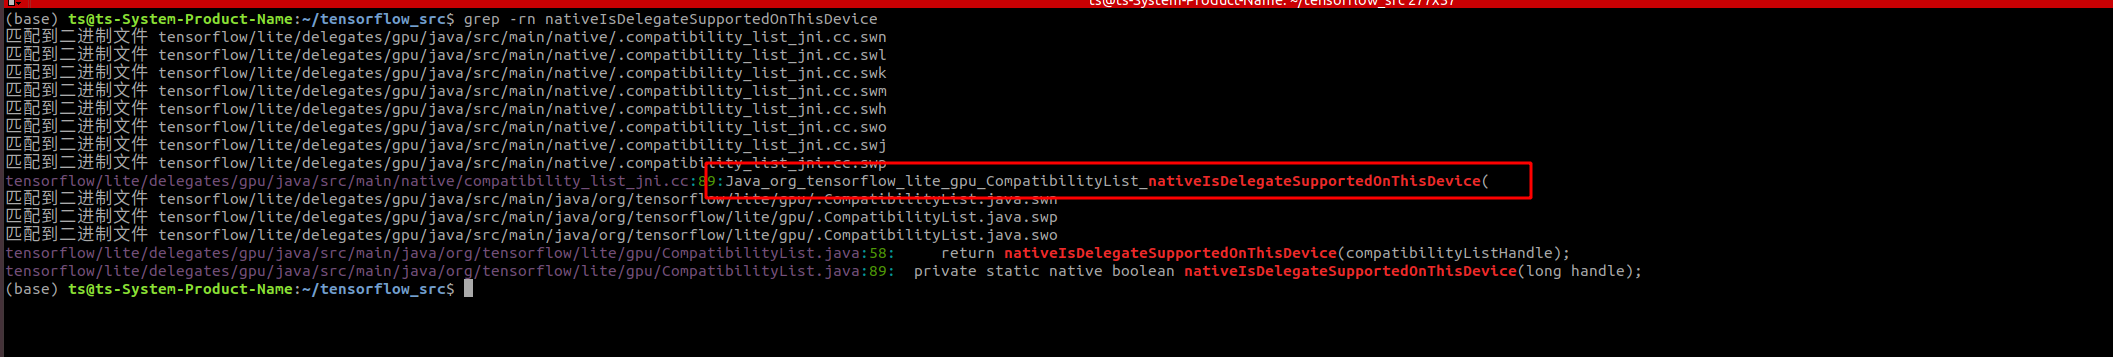 ts@ts-System-Product-Name: ~/tensorflow_src 277x57
(base) ts@ts-System-Product-Name:~/tensorflow_src$ grep -rn nativeIsDelegateSupportedOnThisDevice
匹配到二进制文件 tensorflow/lite/delegates/gpu/java/src/main/native/.compatibility_list_jni.cc.swn
匹配到二进制文件 tensorflow/lite/delegates/gpu/java/src/main/native/.compatibility_list_jni.cc.swl
匹配到二进制文件 tensorflow/lite/delegates/gpu/java/src/main/native/.compatibility_list_jni.cc.swk
匹配到二进制文件 tensorflow/lite/delegates/gpu/java/src/main/native/.compatibility_list_jni.cc.swm
匹配到二进制文件 tensorflow/lite/delegates/gpu/java/src/main/native/.compatibility_list_jni.cc.swh
匹配到二进制文件 tensorflow/lite/delegates/gpu/java/src/main/native/.compatibility_list_jni.cc.swo
匹配到二进制文件 tensorflow/lite/delegates/gpu/java/src/main/native/.compatibility_list_jni.cc.swj
匹配到二进制文件 tensorflow/lite/delegates/gpu/java/src/main/native/.compatibility_list_jni.cc.swp
tensorflow/lite/delegates/gpu/java/src/main/native/compatibility_list_jni.cc:89:Java_org_tensorflow_lite_gpu_CompatibilityList_nativeIsDelegateSupportedOnThisDevice(
匹配到二进制文件 tensorflow/lite/delegates/gpu/java/src/main/java/org/tensorflow/lite/gpu/.CompatibilityList.java.swn
匹配到二进制文件 tensorflow/lite/delegates/gpu/java/src/main/java/org/tensorflow/lite/gpu/.CompatibilityList.java.swp
匹配到二进制文件 tensorflow/lite/delegates/gpu/java/src/main/java/org/tensorflow/lite/gpu/.CompatibilityList.java.swo
tensorflow/lite/delegates/gpu/java/src/main/java/org/tensorflow/lite/gpu/CompatibilityList.java:58:     return nativeIsDelegateSupportedOnThisDevice(compatibilityListHandle);
tensorflow/lite/delegates/gpu/java/src/main/java/org/tensorflow/lite/gpu/CompatibilityList.java:89:  private static native boolean nativeIsDelegateSupportedOnThisDevice(long handle);
(base) ts@ts-System-Product-Name:~/tensorflow_src$